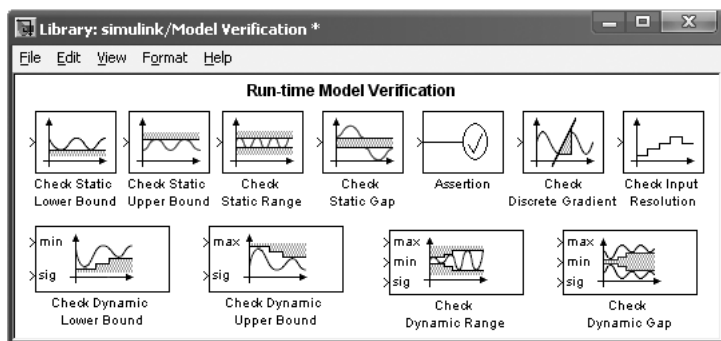 Library: simulink/Model Verification *
File Edit View Format Help
Run-time Model Verification
Check Static Lower Bound
Check Static Upper Bound
Check Static Range
Check Static Gap
Assertion
Check Discrete Gradient
Check Input Resolution
min
sig
Check Dynamic Lower Bound
max
sig
Check Dynamic Upper Bound
max
min
sig
Check Dynamic Range
max
min
sig
Check Dynamic Gap